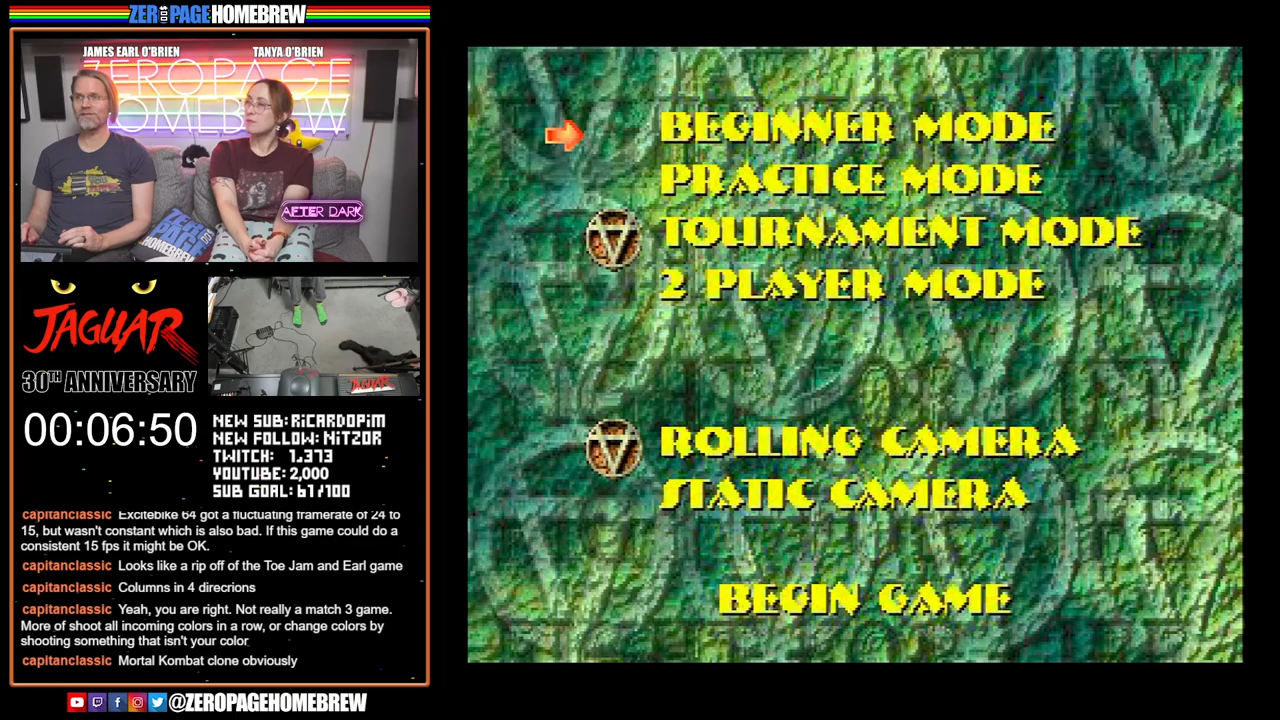 ZEROPAGEHOMEBREW
JAMES EARL O'BRIEN
TANYA O'BRIEN
ZEROPAGE
HOMEBREW
AFTER DARK
ZERO
PAGE
HOMEBREW
JAGUAR
30TH ANNIVERSARY
JAGUAR
00:06:50
NEW SUB: RICARDOPIM
NEW FOLLOW: NITZOR
TWITCH: 1,373
YOUTUBE: 2,000
SUB GOAL: 67/100
capitanclassic Excitebike 64 got a fluctuating framerate of 24 to
15, but wasn't constant which is also bad. If this game could do a
consistent 15 fps it might be OK.
capitanclassic Looks like a rip off of the Toe Jam and Earl game
capitanclassic Columns in 4 direcrions
capitanclassic Yeah, you are right. Not really a match 3 game.
More of shoot all incoming colors in a row, or change colors by
shooting something that isn't your color
capitanclassic Mortal Kombat clone obviously
@ZEROPAGEHOMEBREW
BEGINNER MODE
PRACTICE MODE
TOURNAMENT MODE
2 PLAYER MODE
ROLLING CAMERA
STATIC CAMERA
BEGIN GAME